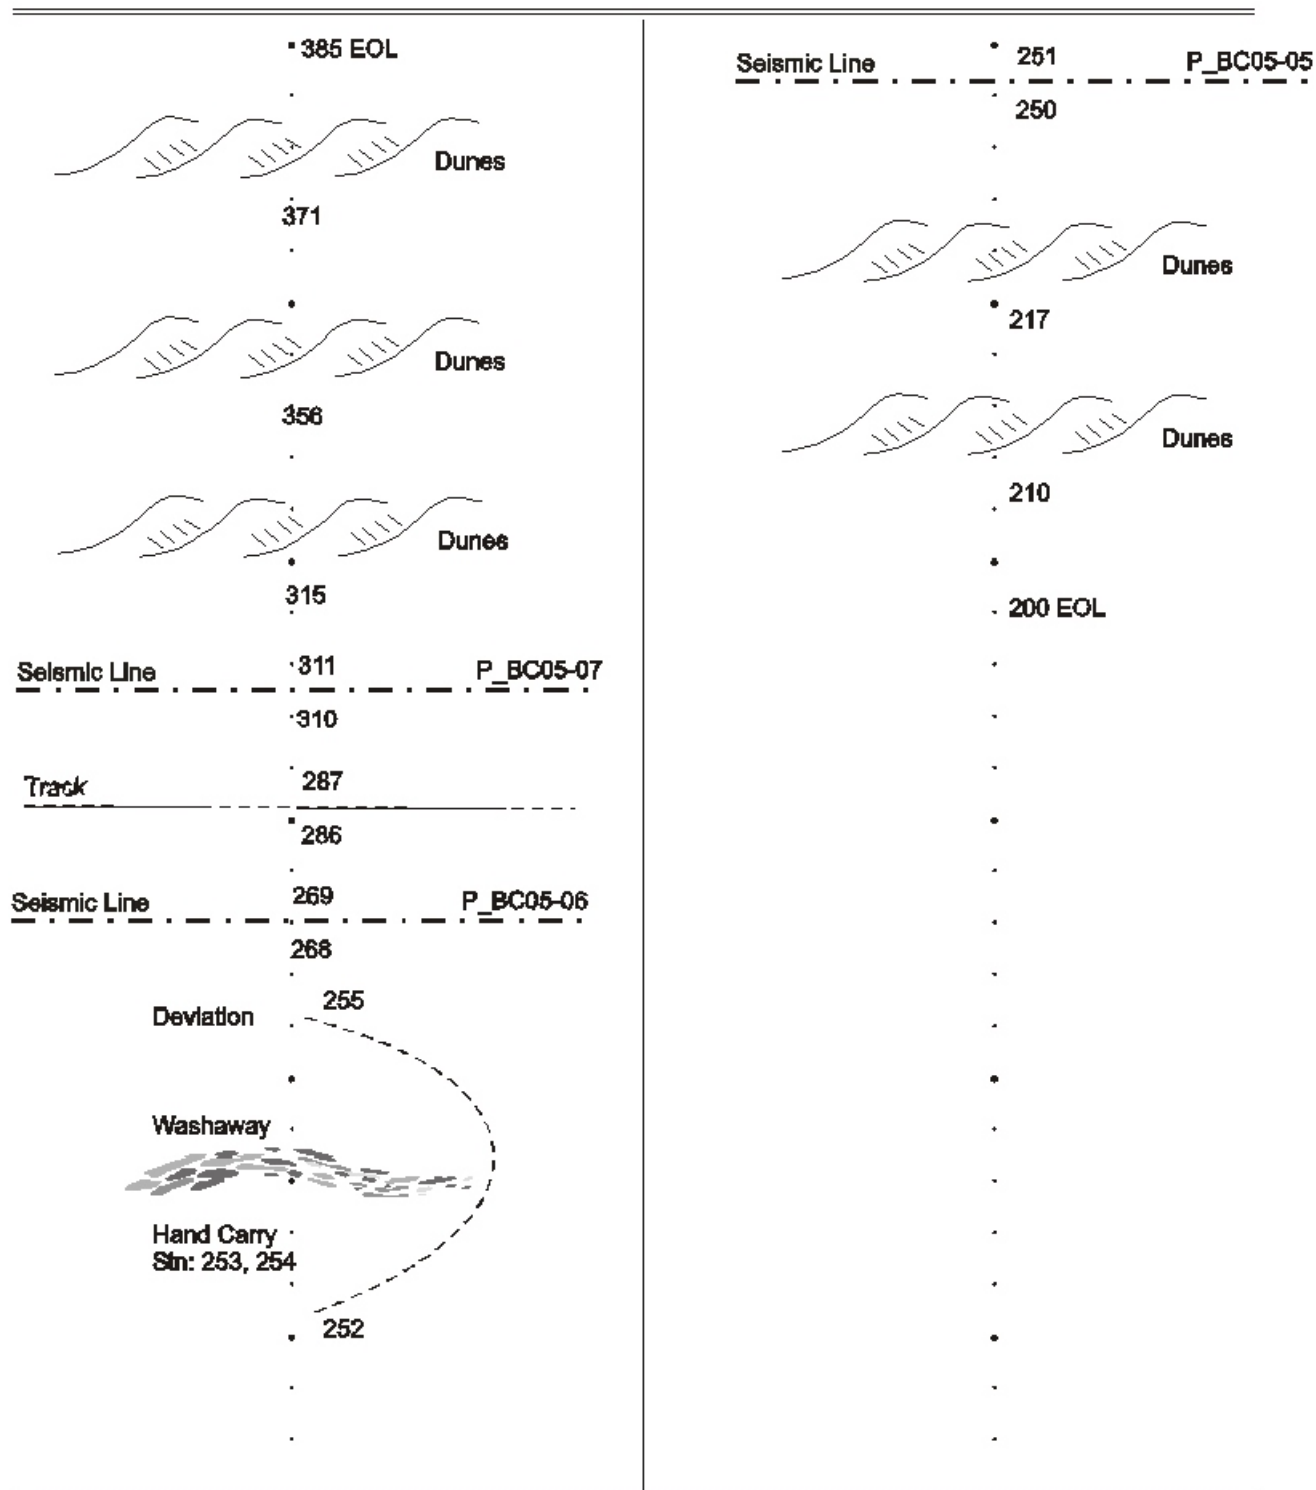 385 EOL
Dunes
371
Dunes
356
Dunes
315
Seismic Line 311 P_BC05-07
310
Track 287
286
Seismic Line 269 P_BC05-06
268
255
Deviation
Washaway
Hand Carry
Stn: 253, 254
252
Seismic Line 251 P_BC05-05
250
Dunes
217
Dunes
210
200 EOL